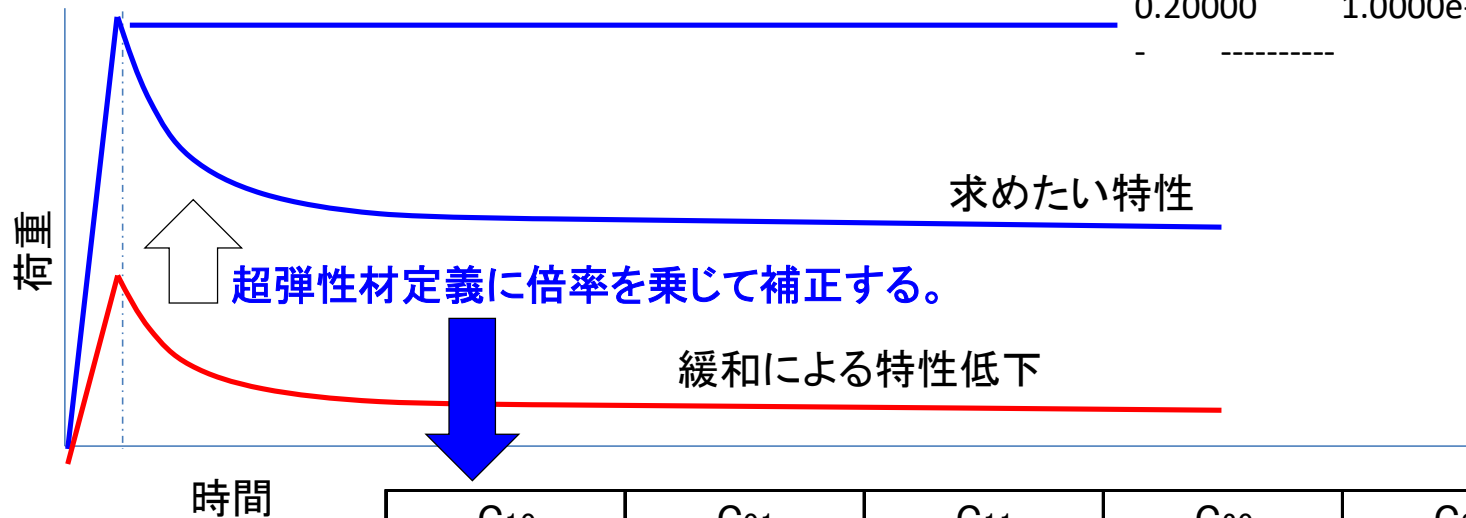 0.20000 1.0000e-
- ----------
求めたい特性
荷重
超弾性材定義に倍率を乗じて補正する。
緩和による特性低下
時間